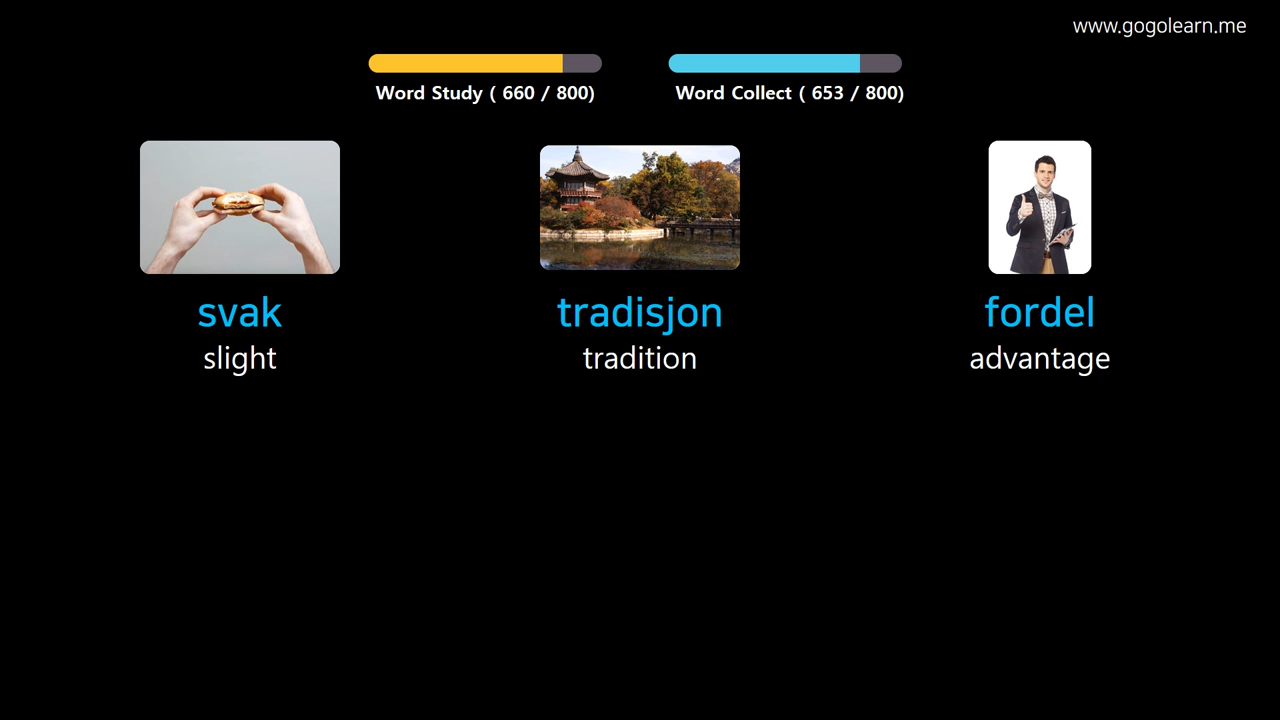 www.gogolearn.me
Word Study ( 660 / 800)
Word Collect ( 653 / 800)
svak
slight
tradisjon
tradition
fordel
advantage